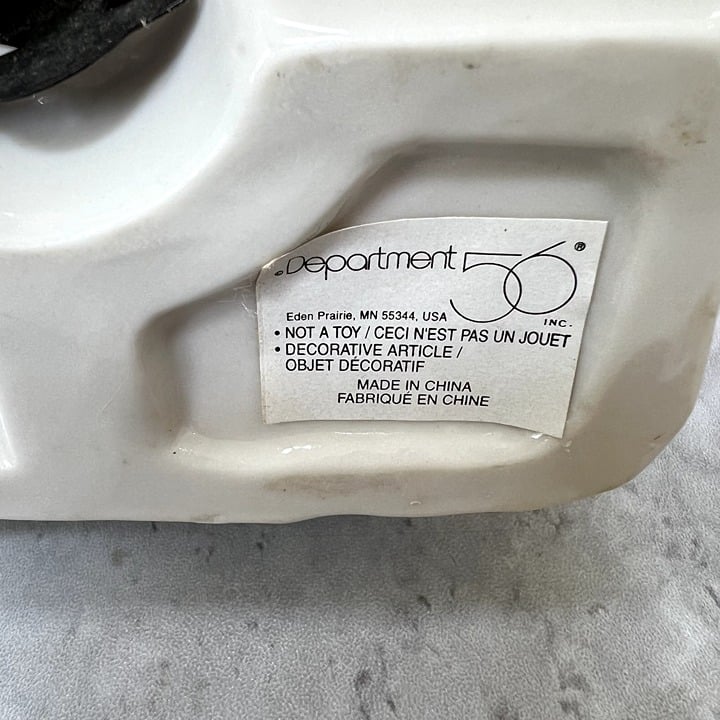 © Department 56 ®
INC.
Eden Prairie, MN 55344, USA
• NOT A TOY / CECI N'EST PAS UN JOUET
• DECORATIVE ARTICLE /
OBJET DÉCORATIF
MADE IN CHINA
FABRIQUÉ EN CHINE